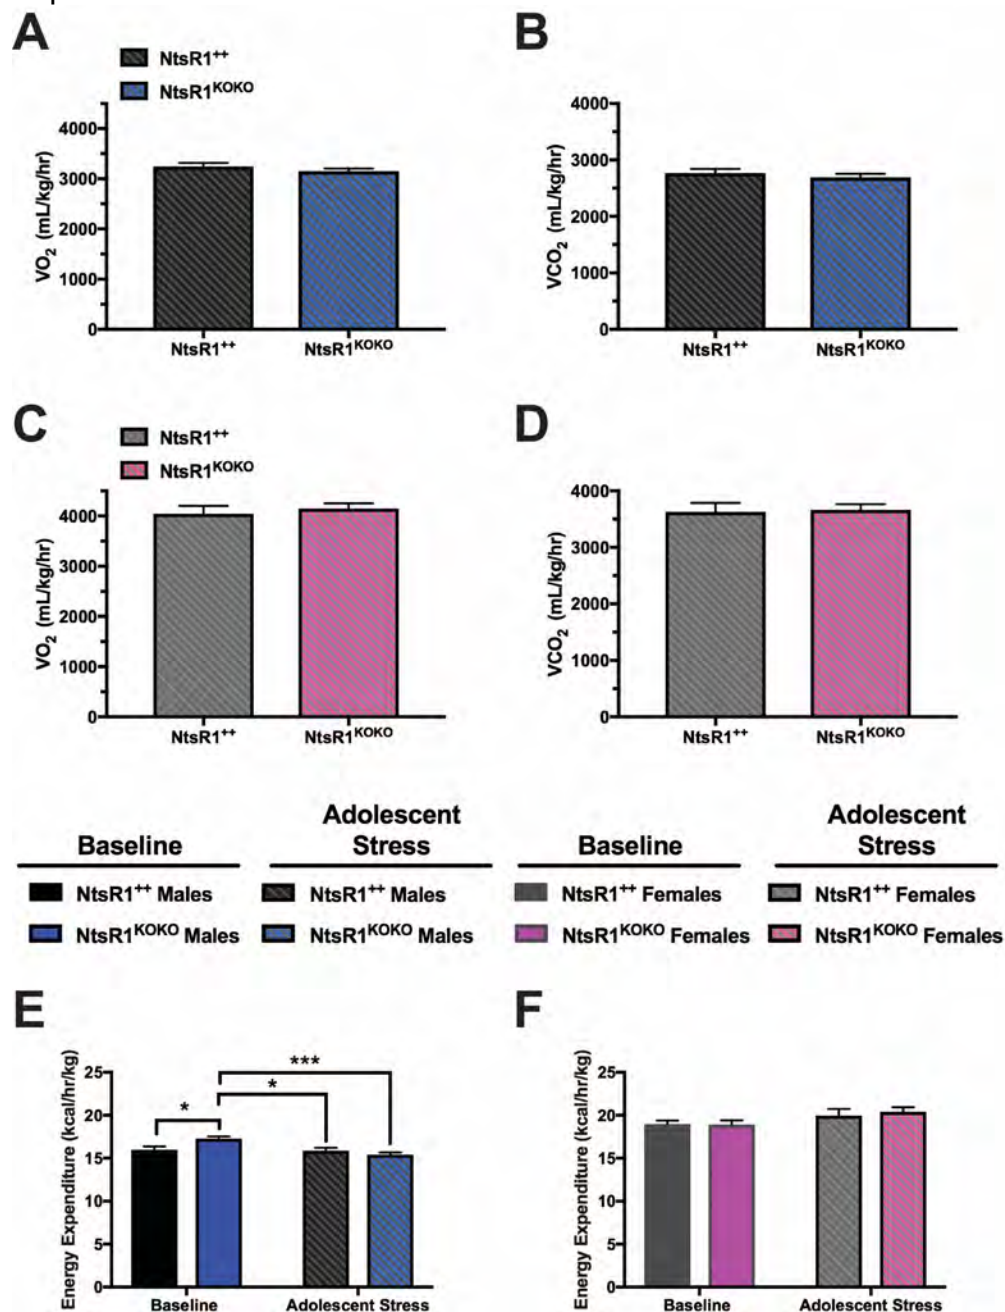 A
NtsR1++
NtsR1KOKO
VO2 (mL/kg/hr)
4000
3000
2000
1000
0
NtsR1++ NtsR1KOKO
B
VCO2 (mL/kg/hr)
4000
3000
2000
1000
0
NtsR1++ NtsR1KOKO
C
NtsR1++
NtsR1KOKO
VO2 (mL/kg/hr)
4000
3000
2000
1000
0
NtsR1++ NtsR1KOKO
D
VCO2 (mL/kg/hr)
4000
3000
2000
1000
0
NtsR1++ NtsR1KOKO
Baseline
NtsR1++ Males
NtsR1KOKO Males
Adolescent
Stress
NtsR1++ Males
NtsR1KOKO Males
Baseline
NtsR1++ Females
NtsR1KOKO Females
Adolescent
Stress
NtsR1++ Females
NtsR1KOKO Females
E
Energy Expenditure (kcal/hr/kg)
25
20
15
10
5
0
*
*
***
Baseline Adolescent Stress
F
Energy Expenditure (kcal/hr/kg)
25
20
15
10
5
0
Baseline Adolescent Stress